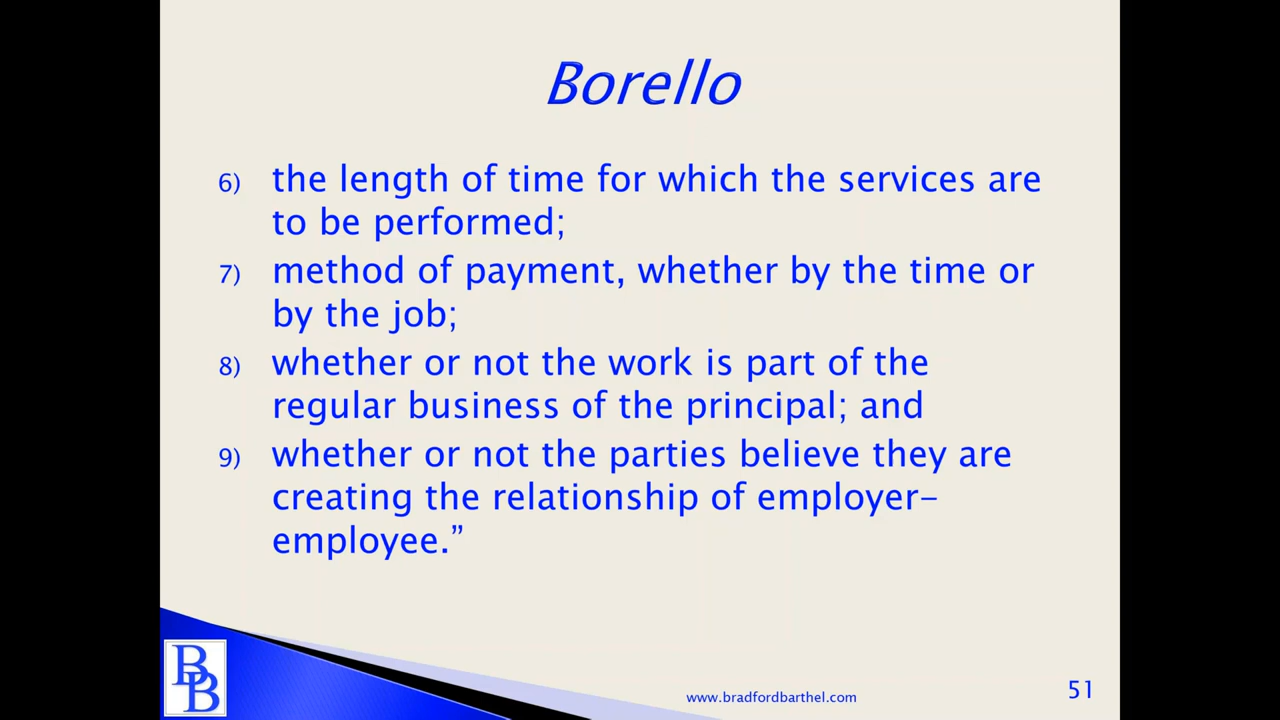 Borello
6) the length of time for which the services are
to be performed;
7) method of payment, whether by the time or
by the job;
8) whether or not the work is part of the
regular business of the principal; and
9) whether or not the parties believe they are
creating the relationship of employer-
employee.”
BB
www.bradfordbarthel.com
51